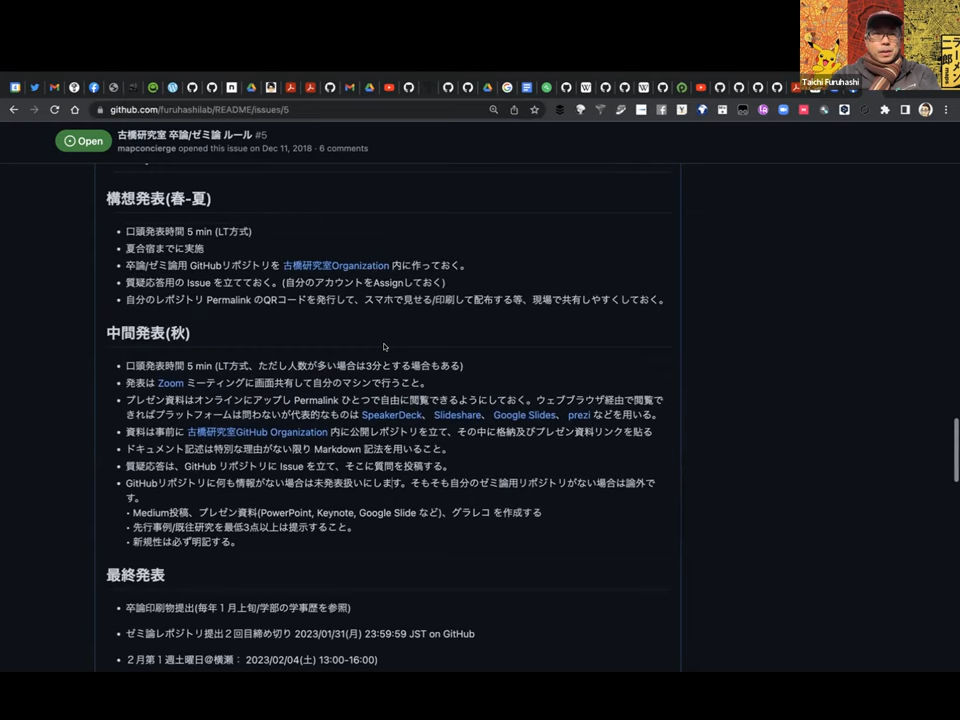 Taichi Furuhashi
github.com/furuhashilab/README/issues/5
Open
古橋研究室 卒論/ゼミ論 ルール #5
mapconcierge opened this issue on Dec 11, 2018 · 6 comments
構想発表(春-夏)
• 口頭発表時間 5 min (LT方式)
• 夏合宿までに実施
• 卒論/ゼミ論用 GitHubリポジトリを 古橋研究室Organization 内に作っておく。
• 質疑応答用の Issue を立てておく。(自分のアカウントをAssignしておく)
• 自分のレポジトリ Permalink のQRコードを発行して、スマホで見せる/印刷して配布する等、現場で共有しやすくしておく。
中間発表(秋)
• 口頭発表時間 5 min (LT方式、ただし人数が多い場合は3分とする場合もある)
• 発表は Zoom ミーティングに画面共有して自分のマシンで行うこと。
• プレゼン資料はオンラインにアップし Permalink ひとつで自由に閲覧できるようにしておく。ウェブブラウザ経由で閲覧で
きればプラットフォームは問わないが代表的なものは SpeakerDeck、 Slideshare、 Google Slides、 prezi などを用いる。
• 資料は事前に 古橋研究室GitHub Organization 内に公開レポジトリを立て、その中に格納及びプレゼン資料リンクを貼る
• ドキュメント記述は特別な理由がない限り Markdown 記法を用いること。
• 質疑応答は、GitHub リポジトリに Issue を立て、そこに質問を投稿する。
• GitHubリポジトリに何も情報がない場合は未発表扱いにします。そもそも自分のゼミ論用リポジトリがない場合は論外で
す。
・Medium投稿、プレゼン資料(PowerPoint, Keynote, Google Slide など)、グラレコ を作成する
・先行事例/既往研究を最低3点以上は提示すること。
・新規性は必ず明記する。
最終発表
• 卒論印刷物提出(毎年１月上旬/学部の学事歴を参照)
• ゼミ論レポジトリ提出２回目締め切り 2023/01/31(月) 23:59:59 JST on GitHub
• ２月第１週土曜日@横瀬： 2023/02/04(土) 13:00-16:00)